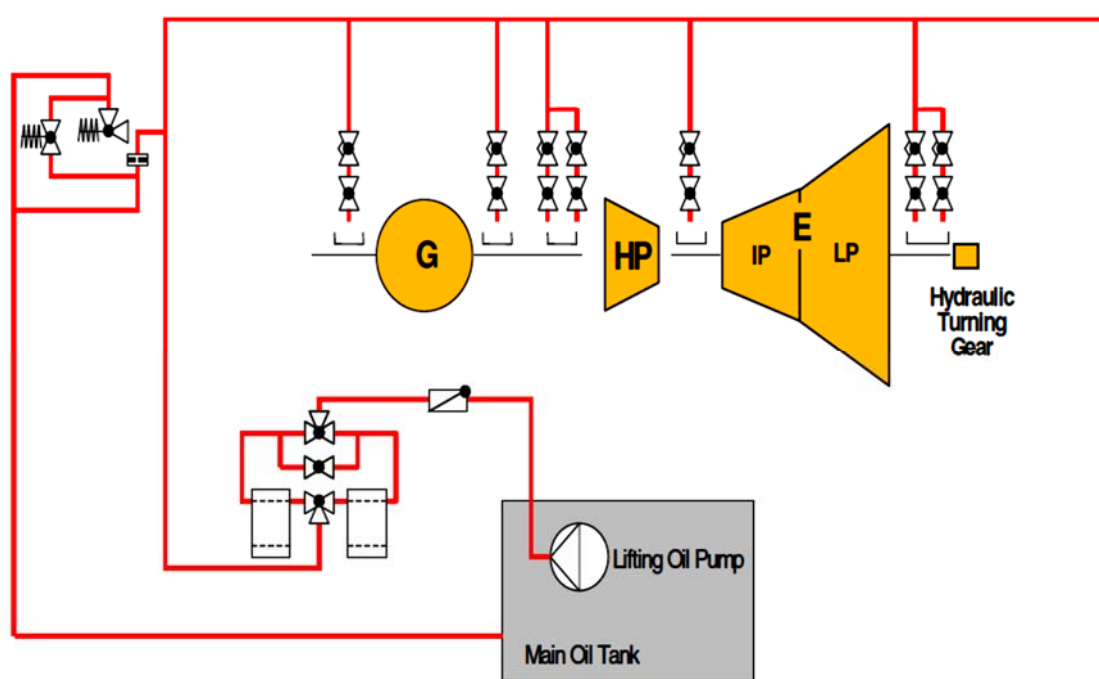 G
HP
IP
E
LP
Hydraulic
Turning
Gear
Lifting Oil Pump
Main Oil Tank